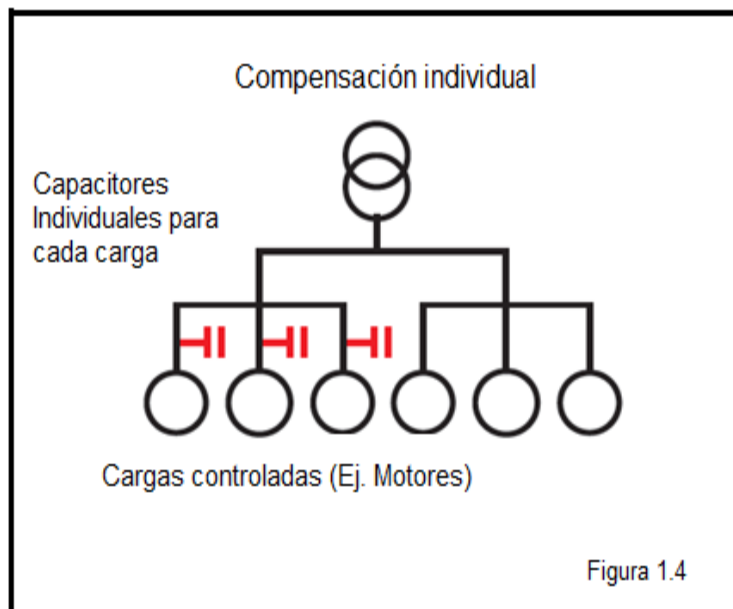 Compensación individual
Capacitores
Individuales para
cada carga
Cargas controladas (Ej. Motores)
Figura 1.4